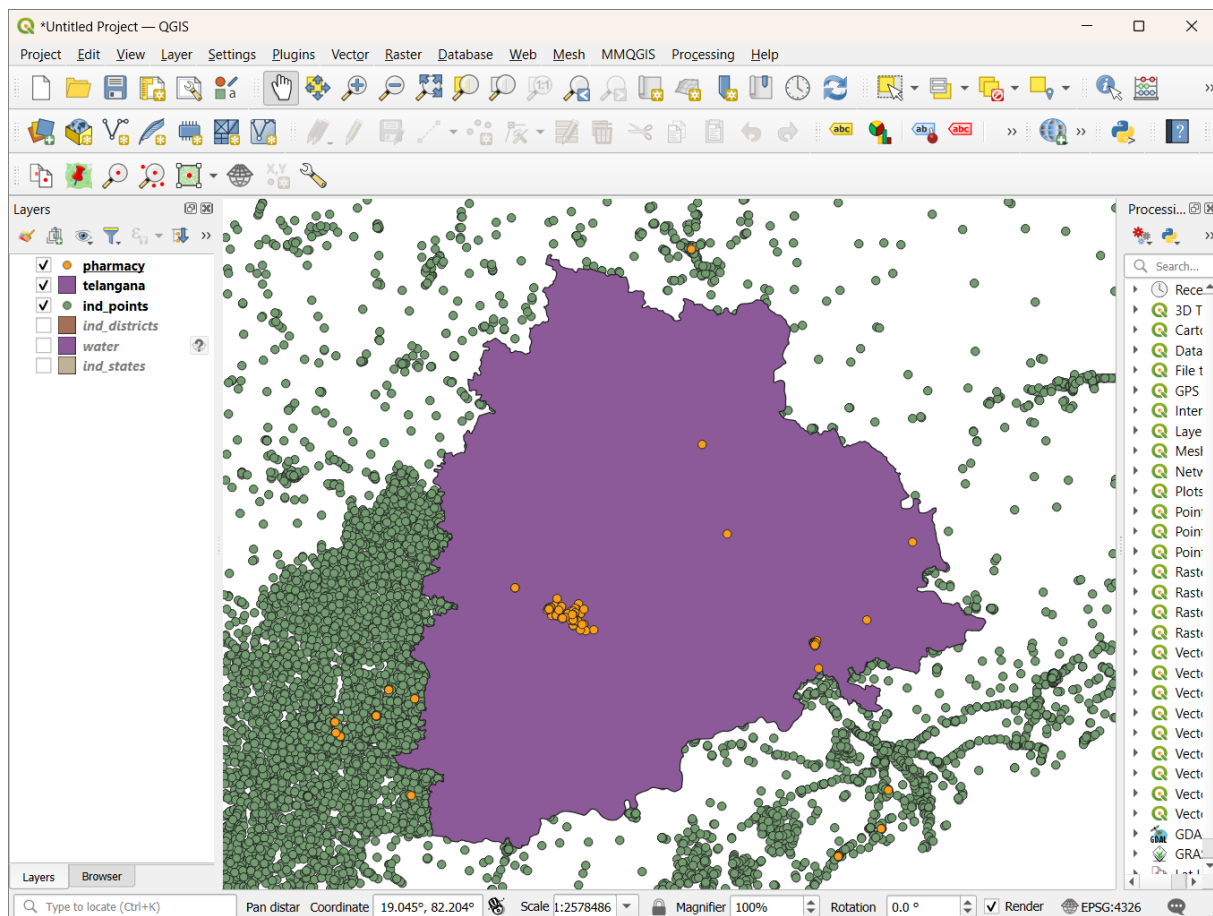 *Untitled Project — QGIS
Project Edit View Layer Settings Plugins Vector Raster Database Web Mesh MMQGIS Processing Help
a
1:1
abc ab abc
X,Y
Layers
Processi...
pharmacy
telangana
ind_points
ind_districts
water
ind_states
Search...
Rece
3D T
Carto
Data
File t
GPS
Inter
Laye
Mesh
Netw
Plots
Point
Point
Point
Raste
Raste
Raste
Raste
Vecto
Vecto
Vecto
Vecto
Vecto
Vecto
Vecto
Vecto
Vecto
GDA
GRAS
Layers Browser
Type to locate (Ctrl+K) Pan distar Coordinate 19.045°, 82.204° Scale 1:2578486 Magnifier 100% Rotation 0.0 ° Render EPSG:4326